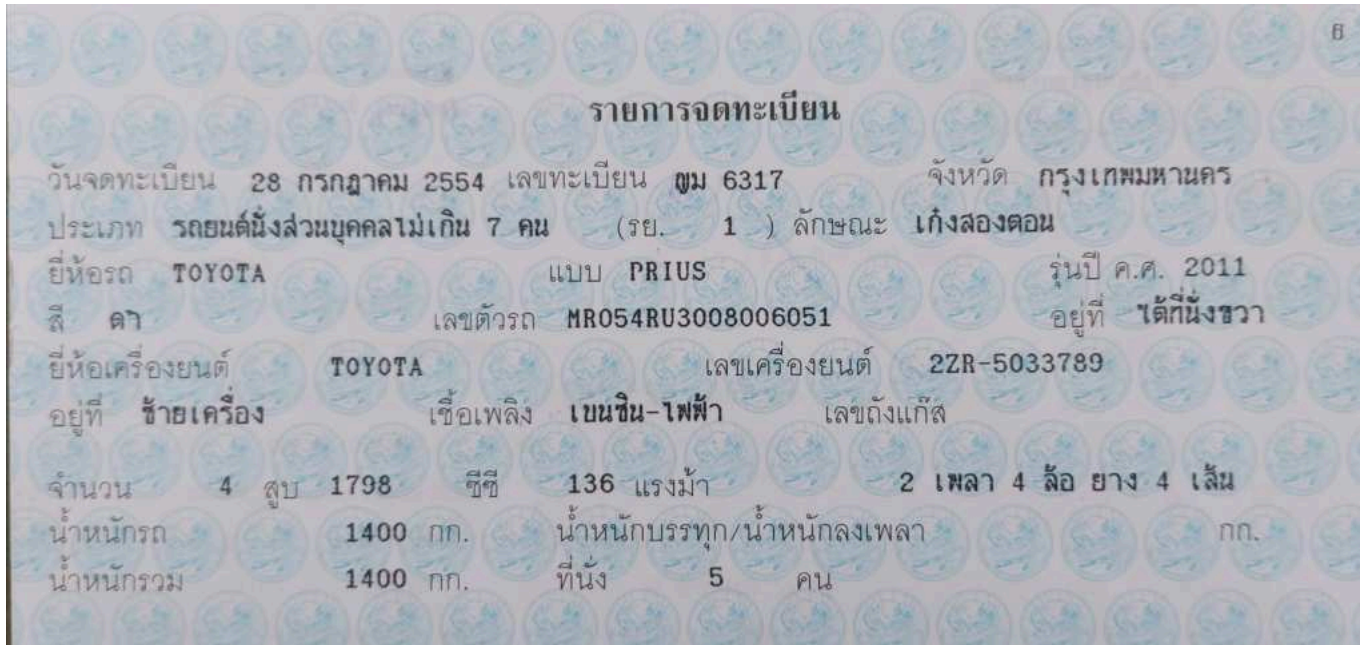 รายการจดทะเบียน
วันจดทะเบียน 28 กรกฎาคม 2554 เลขทะเบียน ญม 6317 จังหวัด กรุงเทพมหานคร
ประเภท รถยนต์นั่งส่วนบุคคลไม่เกิน 7 คน (รย. 1 ) ลักษณะ เก๋งสองตอน
ยี่ห้อรถ TOYOTA แบบ PRIUS รุ่นปี ค.ศ. 2011
สี ดำ เลขตัวรถ MR054RU3008006051 อยู่ที่ ใต้ที่นั่งขวา
ยี่ห้อเครื่องยนต์ TOYOTA เลขเครื่องยนต์ 2ZR-5033789
อยู่ที่ ซ้ายเครื่อง เชื้อเพลิง เบนซิน-ไฟฟ้า เลขถังแก๊ส
จำนวน 4 สูบ 1798 ซีซี 136 แรงม้า 2 เพลา 4 ล้อ ยาง 4 เส้น
น้ำหนักรถ 1400 กก. น้ำหนักบรรทุก/น้ำหนักลงเพลา กก.
น้ำหนักรวม 1400 กก. ที่นั่ง 5 คน